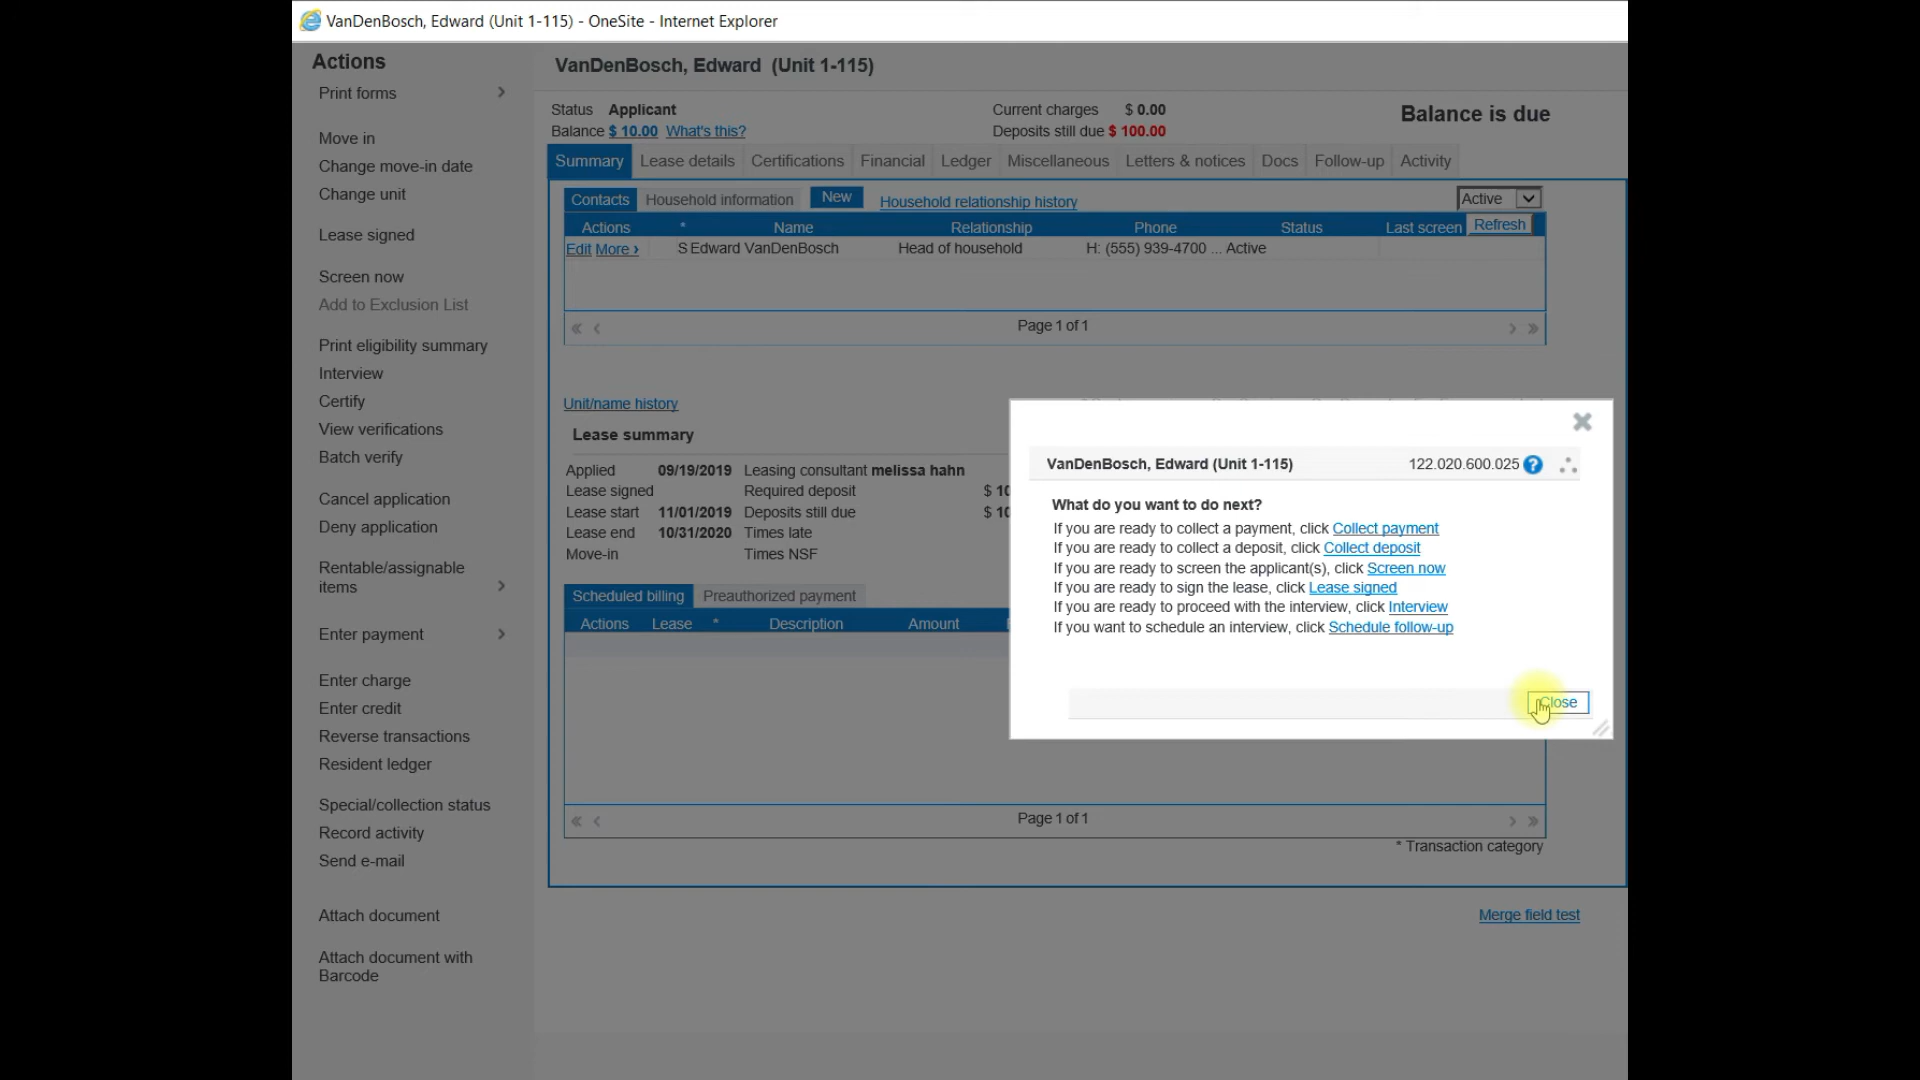 VanDenBosch, Edward (Unit 1-115) - OneSite - Internet Explorer
Actions
Print forms
Move in
Change move-in date
Change unit
Lease signed
Screen now
Add to Exclusion List
Print eligibility summary
Interview
Certify
View verifications
Batch verify
Cancel application
Deny application
Rentable/assignable
items
Enter payment
Enter charge
Enter credit
Reverse transactions
Resident ledger
Special/collection status
Record activity
Send e-mail
Attach document
Attach document with
Barcode
VanDenBosch, Edward (Unit 1-115)
Status Applicant Current charges $ 0.00 Balance is due
Balance $ 10.00 What's this? Deposits still due $ 100.00
Summary Lease details Certifications Financial Ledger Miscellaneous Letters & notices Docs Follow-up Activity
Contacts Household information New Household relationship history Active
Actions * Name Relationship Phone Status Last screen Refresh
Edit More › S Edward VanDenBosch Head of household H: (555) 939-4700 ... Active
« ‹ Page 1 of 1 › »
Unit/name history
Lease summary
Applied 09/19/2019 Leasing consultant melissa hahn
Lease signed Required deposit $ 10
Lease start 11/01/2019 Deposits still due $ 10
Lease end 10/31/2020 Times late
Move-in Times NSF
Scheduled billing Preauthorized payment
Actions Lease * Description Amount
« ‹ Page 1 of 1 › »
* Transaction category
Merge field test
VanDenBosch, Edward (Unit 1-115) 122.020.600.025 ?
What do you want to do next?
If you are ready to collect a payment, click Collect payment
If you are ready to collect a deposit, click Collect deposit
If you are ready to screen the applicant(s), click Screen now
If you are ready to sign the lease, click Lease signed
If you are ready to proceed with the interview, click Interview
If you want to schedule an interview, click Schedule follow-up
Close